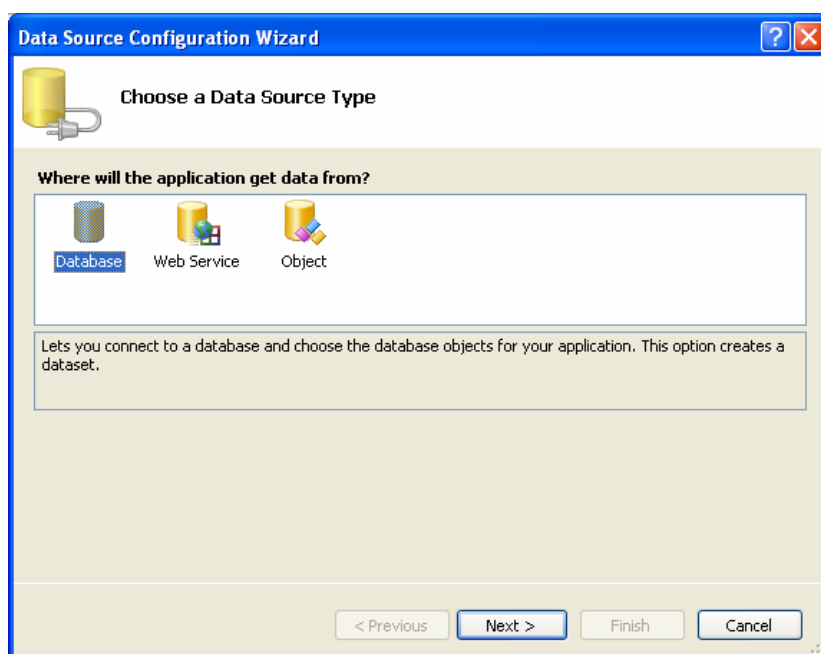 Data Source Configuration Wizard
?
Choose a Data Source Type
Where will the application get data from?
Database Web Service Object
Lets you connect to a database and choose the database objects for your application. This option creates a
dataset.
< Previous Next > Finish Cancel